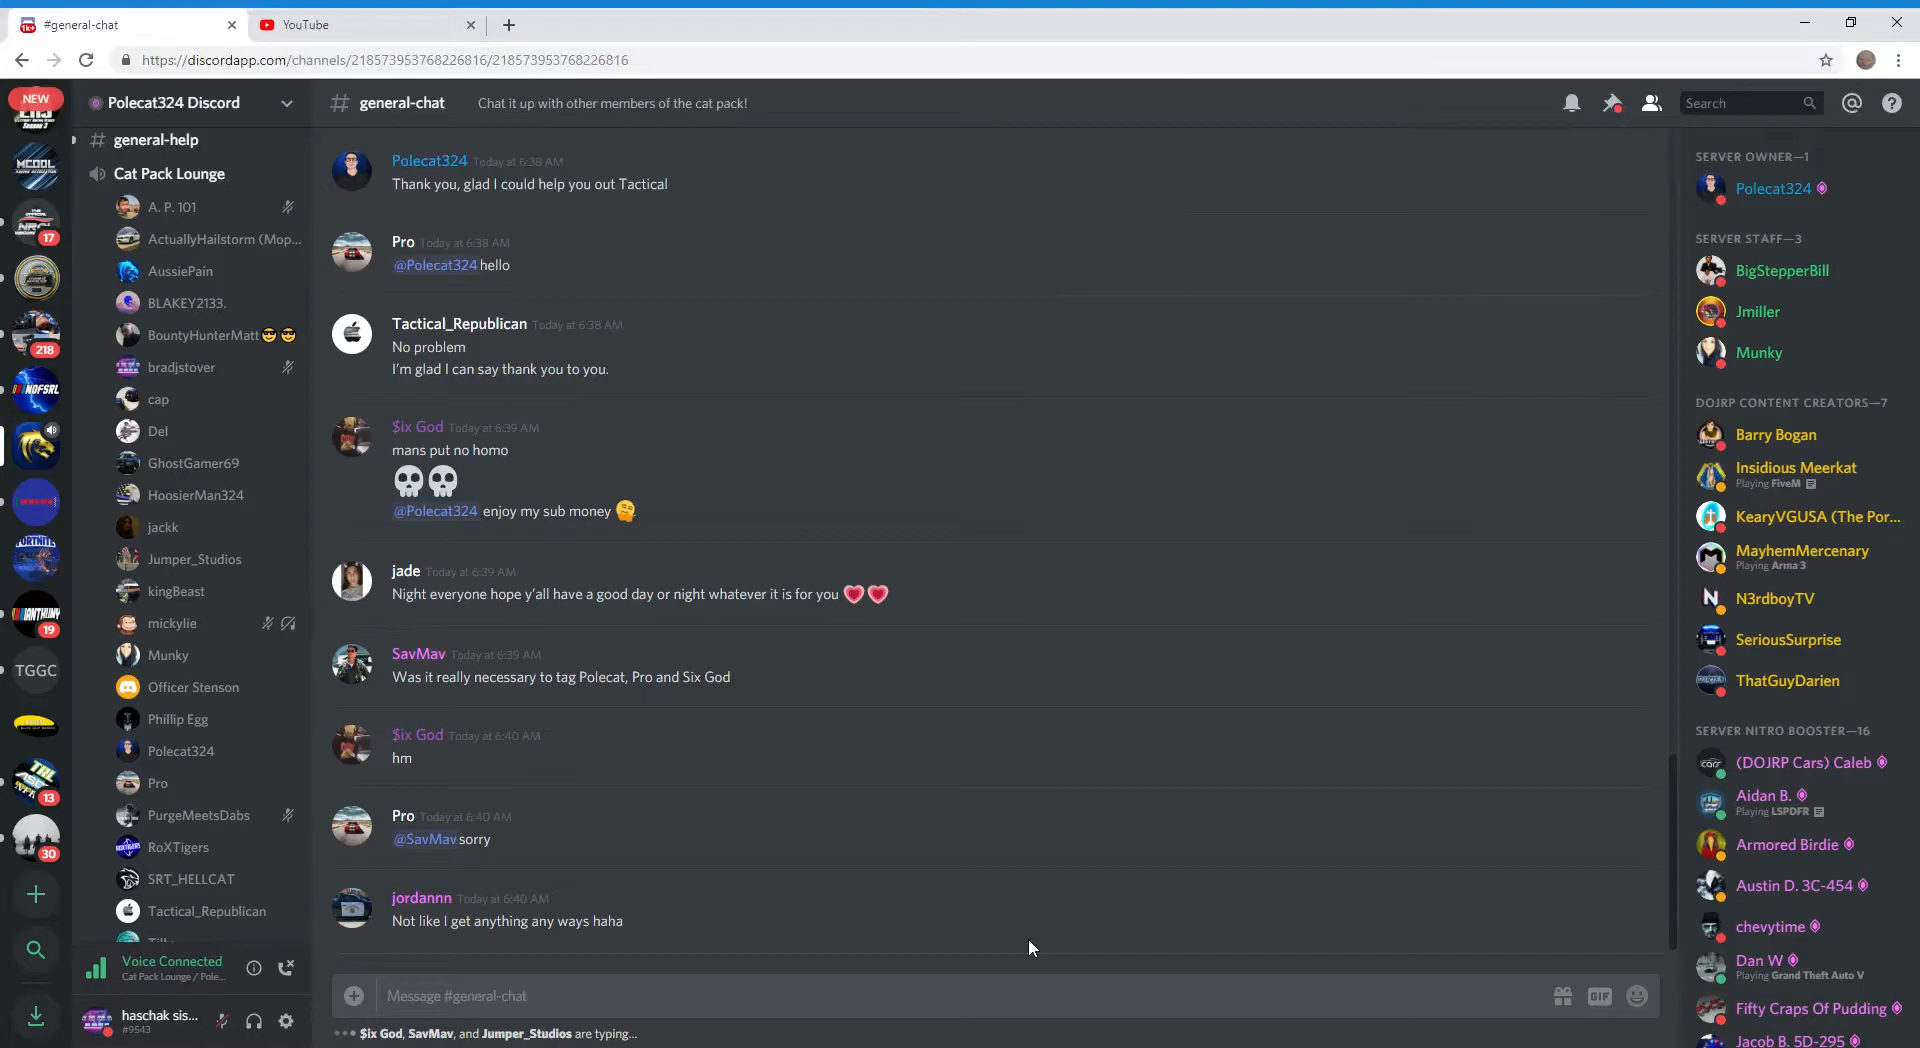 #general-chat
YouTube
https://discordapp.com/channels/218573953768226816/218573953768226816
NEW
MCOOL
17
218
NOFSRL
FORTNITE
19
TGGC
TRL
13
30
Polecat324 Discord
general-help
Cat Pack Lounge
A. P. 101
ActuallyHailstorm (Mop...
AussiePain
BLAKEY2133.
BountyHunterMatt😎 😎
bradjstover
cap
Del
GhostGamer69
HoosierMan324
jackk
Jumper_Studios
kingBeast
mickylie
Munky
Officer Stenson
Phillip Egg
Polecat324
Pro
PurgeMeetsDabs
RoXTigers
SRT_HELLCAT
Tactical_Republican
Voice Connected
Cat Pack Lounge / Pole...
haschak sis...
#9543
# general-chat
Chat it up with other members of the cat pack!
Search
Polecat324 Today at 6:38 AM
Thank you, glad I could help you out Tactical
Pro Today at 6:38 AM
@Polecat324 hello
Tactical_Republican Today at 6:38 AM
No problem
I'm glad I can say thank you to you.
$ix God Today at 6:39 AM
mans put no homo
💀💀
@Polecat324 enjoy my sub money 🤔
jade Today at 6:39 AM
Night everyone hope y'all have a good day or night whatever it is for you 💗💗
SavMav Today at 6:39 AM
Was it really necessary to tag Polecat, Pro and Six God
$ix God Today at 6:40 AM
hm
Pro Today at 6:40 AM
@SavMav sorry
jordannn Today at 6:40 AM
Not like I get anything any ways haha
Message #general-chat
GIF
$ix God, SavMav, and Jumper_Studios are typing...
SERVER OWNER—1
Polecat324
SERVER STAFF—3
BigStepperBill
Jmiller
Munky
DOJRP CONTENT CREATORS—7
Barry Bogan
Insidious Meerkat
Playing FiveM
KearyVGUSA (The Por...
MayhemMercenary
Playing Arma 3
N3rdboyTV
SeriousSurprise
ThatGuyDarien
SERVER NITRO BOOSTER—16
(DOJRP Cars) Caleb
Aidan B.
Playing LSPDFR
Armored Birdie
Austin D. 3C-454
chevytime
Dan W
Playing Grand Theft Auto V
Fifty Craps Of Pudding
Jacob B. 5D-295